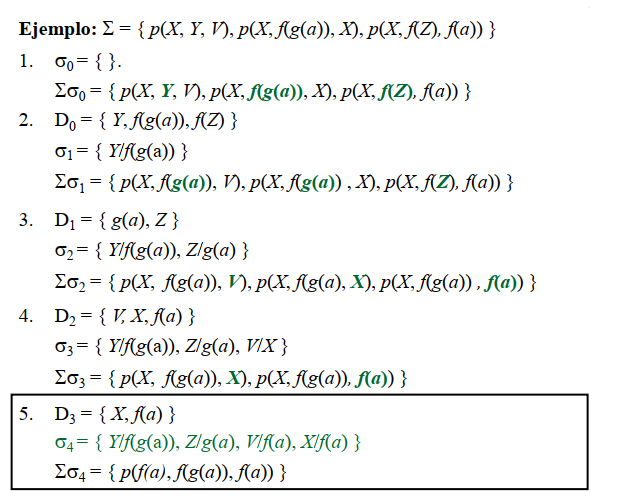 Ejemplo: Σ = { p(X, Y, V), p(X, f(g(a)), X), p(X, f(Z), f(a)) }
1. σ₀ = { }.
Σσ₀ = { p(X, Y, V), p(X, f(g(a)), X), p(X, f(Z), f(a)) }
2. D₀ = { Y, f(g(a)), f(Z) }
σ₁ = { Y/f(g(a)) }
Σσ₁ = { p(X, f(g(a)), V), p(X, f(g(a)) , X), p(X, f(Z), f(a)) }
3. D₁ = { g(a), Z }
σ₂ = { Y/f(g(a)), Z/g(a) }
Σσ₂ = { p(X, f(g(a)), V), p(X, f(g(a), X), p(X, f(g(a)) , f(a)) }
4. D₂ = { V, X, f(a) }
σ₃ = { Y/f(g(a)), Z/g(a), V/X }
Σσ₃ = { p(X, f(g(a)), X), p(X, f(g(a)), f(a)) }
5. D₃ = { X, f(a) }
σ₄ = { Y/f(g(a)), Z/g(a), V/f(a), X/f(a) }
Σσ₄ = { p(f(a), f(g(a)), f(a)) }